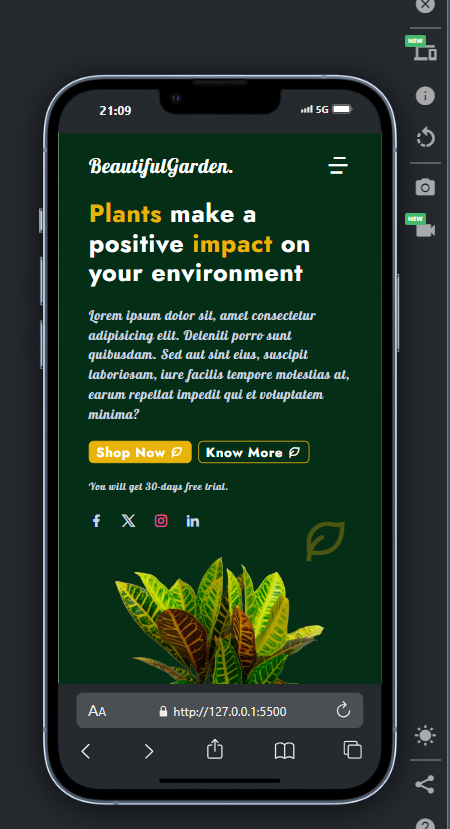 NEW
21:09
5G
BeautifulGarden.
Plants make a
positive impact on
your environment
NEW
Lorem ipsum dolor sit, amet consectetur
adipisicing elit. Deleniti porro sunt
quibusdam. Sed aut sint eius, suscipit
laboriosam, iure facilis tempore molestias at,
earum repellat impedit qui et voluptatem
minima?
Shop Now
Know More
You will get 30-days free trial.
AA
http://127.0.0.1:5500